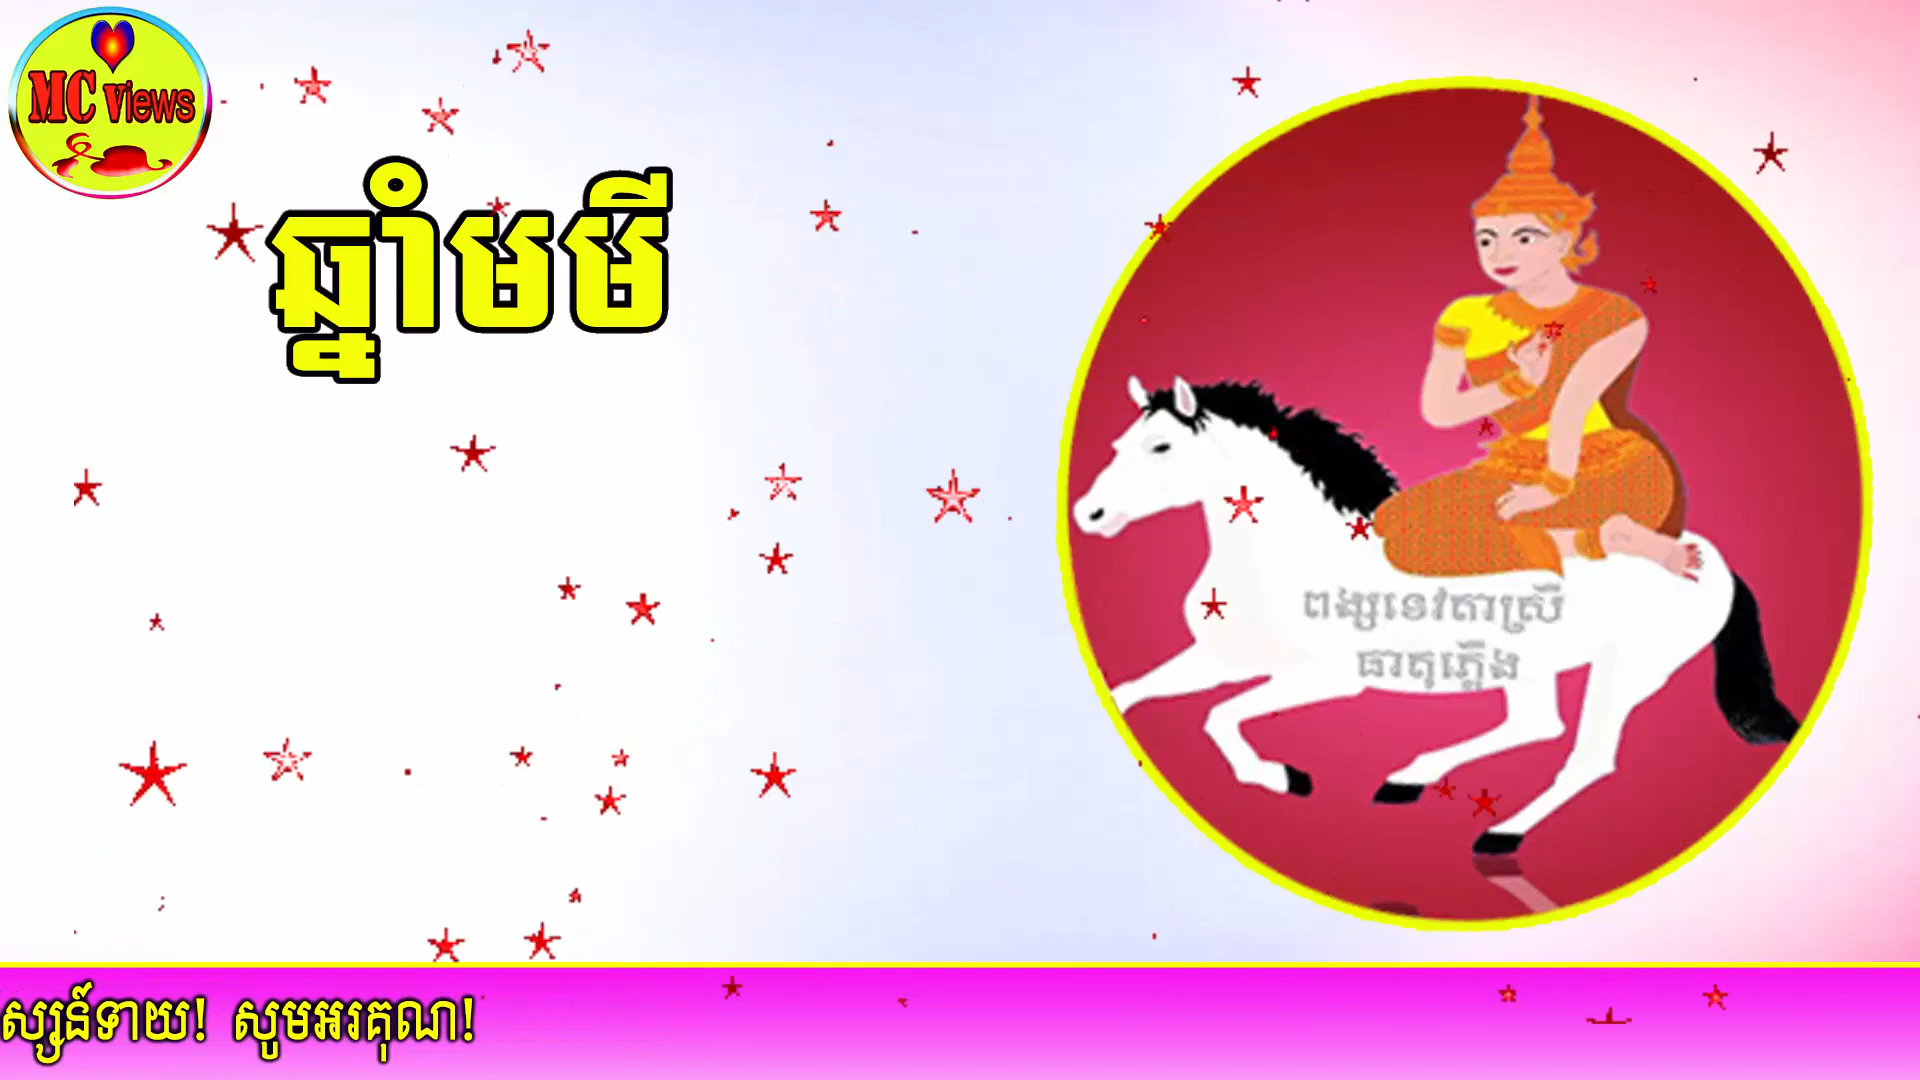 MC Views
ឆ្នាំមមី
ពង្សទេវតាស្រី
ធាតុភ្លើង
ស្សន៍ទាយ! សូមអរគុណ!